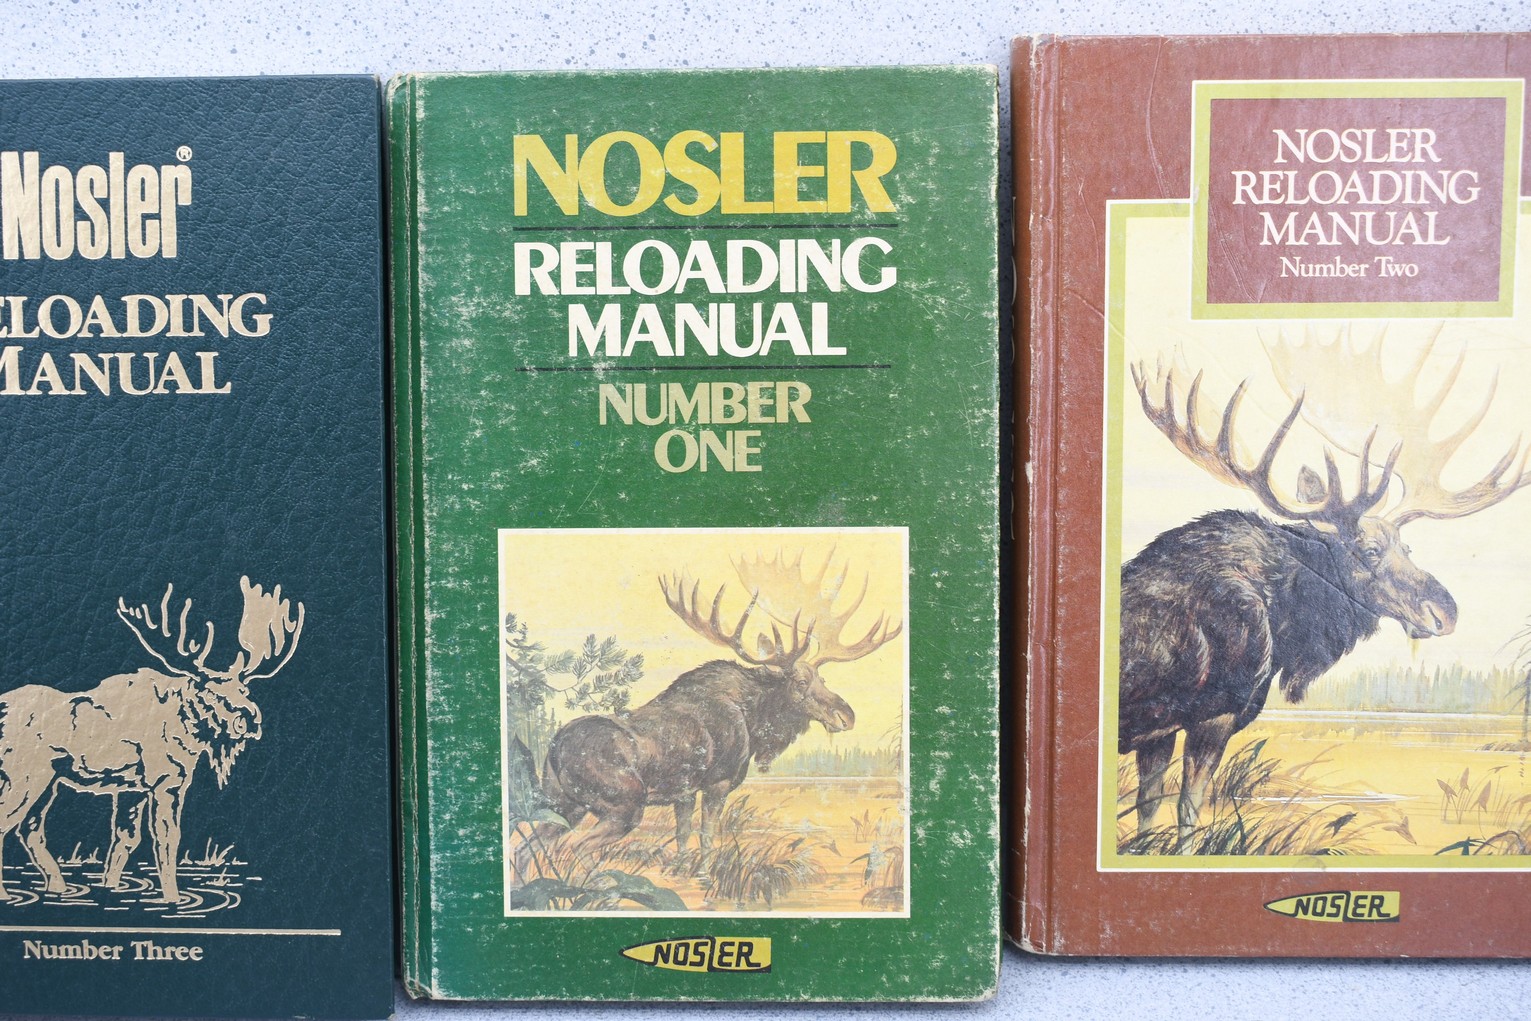 Nosler®
ELOADING
MANUAL
Number Three
NOSLER
RELOADING
MANUAL
NUMBER
ONE
NOSLER
NOSLER
RELOADING
MANUAL
Number Two
NOSLER